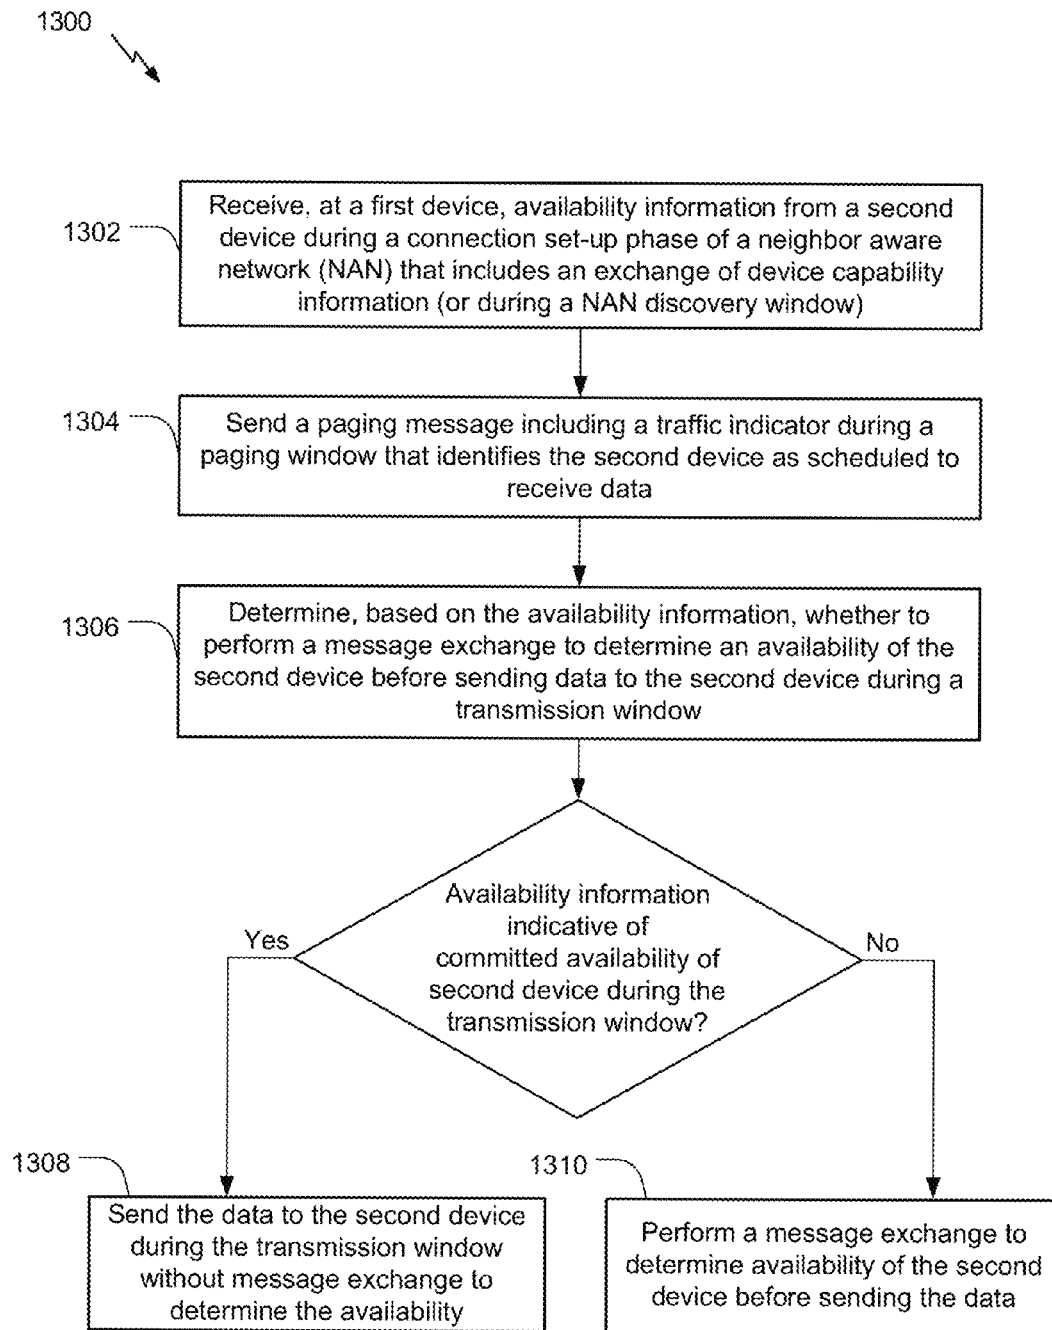 1300
1302
Receive, at a first device, availability information from a second
device during a connection set-up phase of a neighbor aware
network (NAN) that includes an exchange of device capability
information (or during a NAN discovery window)
1304
Send a paging message including a traffic indicator during a
paging window that identifies the second device as scheduled to
receive data
1306
Determine, based on the availability information, whether to
perform a message exchange to determine an availability of the
second device before sending data to the second device during a
transmission window
Availability information
indicative of
committed availability of
second device during the
transmission window?
Yes
No
1308
Send the data to the second device
during the transmission window
without message exchange to
determine the availability
1310
Perform a message exchange to
determine availability of the second
device before sending the data